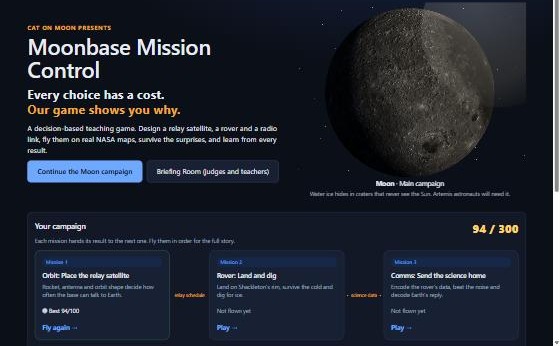 CAT ON MOON PRESENTS
Moonbase Mission
Control
Every choice has a cost.
Our game shows you why.
A decision-based teaching game. Design a relay satellite, a rover and a radio
link, fly them on real NASA maps, survive the surprises, and learn from every
result.
Continue the Moon campaign
Briefing Room (judges and teachers)
Moon · Main campaign
Water ice hides in craters that never see the Sun. Artemis astronauts will need it.
Your campaign
94 / 300
Each mission hands its result to the next one. Fly them in order for the full story.
Mission 1
Orbit: Place the relay satellite
Rocket, antenna and orbit shape decide how
often the base can talk to Earth.
Best 94/100
Fly again →
relay schedule
Mission 2
Rover: Land and dig
Land on Shackleton's rim, survive the cold and
dig for ice.
Not flown yet
Play →
science data
Mission 3
Comms: Send the science home
Encode the rover's data, beat the noise and
decode Earth's reply.
Not flown yet
Play →